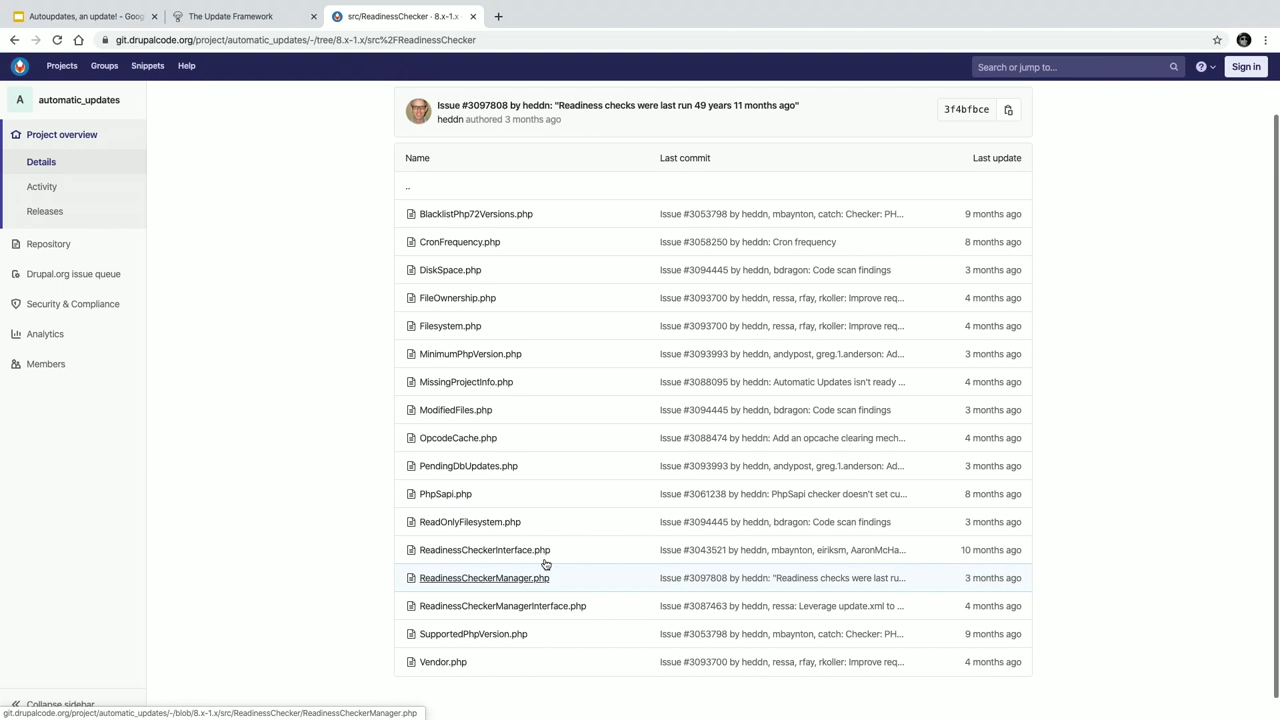 Autoupdates, an update! - Goog
The Update Framework
src/ReadinessChecker · 8.x-1.x
git.drupalcode.org/project/automatic_updates/-/tree/8.x-1.x/src%2FReadinessChecker
Projects
Groups
Snippets
Help
Search or jump to...
Sign in
A
automatic_updates
Project overview
Details
Activity
Releases
Repository
Drupal.org issue queue
Security & Compliance
Analytics
Members
Collapse sidebar
Issue #3097808 by heddn: "Readiness checks were last run 49 years 11 months ago"
heddn authored 3 months ago
3f4bfbce
Name Last commit Last update
..
BlacklistPhp72Versions.php Issue #3053798 by heddn, mbaynton, catch: Checker: PH... 9 months ago
CronFrequency.php Issue #3058250 by heddn: Cron frequency 8 months ago
DiskSpace.php Issue #3094445 by heddn, bdragon: Code scan findings 3 months ago
FileOwnership.php Issue #3093700 by heddn, ressa, rfay, rkoller: Improve req... 4 months ago
Filesystem.php Issue #3093700 by heddn, ressa, rfay, rkoller: Improve req... 4 months ago
MinimumPhpVersion.php Issue #3093993 by heddn, andypost, greg.1.anderson: Ad... 3 months ago
MissingProjectInfo.php Issue #3088095 by heddn: Automatic Updates isn't ready ... 4 months ago
ModifiedFiles.php Issue #3094445 by heddn, bdragon: Code scan findings 3 months ago
OpcodeCache.php Issue #3088474 by heddn: Add an opcache clearing mech... 4 months ago
PendingDbUpdates.php Issue #3093993 by heddn, andypost, greg.1.anderson: Ad... 3 months ago
PhpSapi.php Issue #3061238 by heddn: PhpSapi checker doesn't set cu... 8 months ago
ReadOnlyFilesystem.php Issue #3094445 by heddn, bdragon: Code scan findings 3 months ago
ReadinessCheckerInterface.php Issue #3043521 by heddn, mbaynton, eiriksm, AaronMcHa... 10 months ago
ReadinessCheckerManager.php Issue #3097808 by heddn: "Readiness checks were last ru... 3 months ago
ReadinessCheckerManagerInterface.php Issue #3087463 by heddn, ressa: Leverage update.xml to ... 4 months ago
SupportedPhpVersion.php Issue #3053798 by heddn, mbaynton, catch: Checker: PH... 9 months ago
Vendor.php Issue #3093700 by heddn, ressa, rfay, rkoller: Improve req... 4 months ago
git.drupalcode.org/project/automatic_updates/-/blob/8.x-1.x/src/ReadinessChecker/ReadinessCheckerManager.php